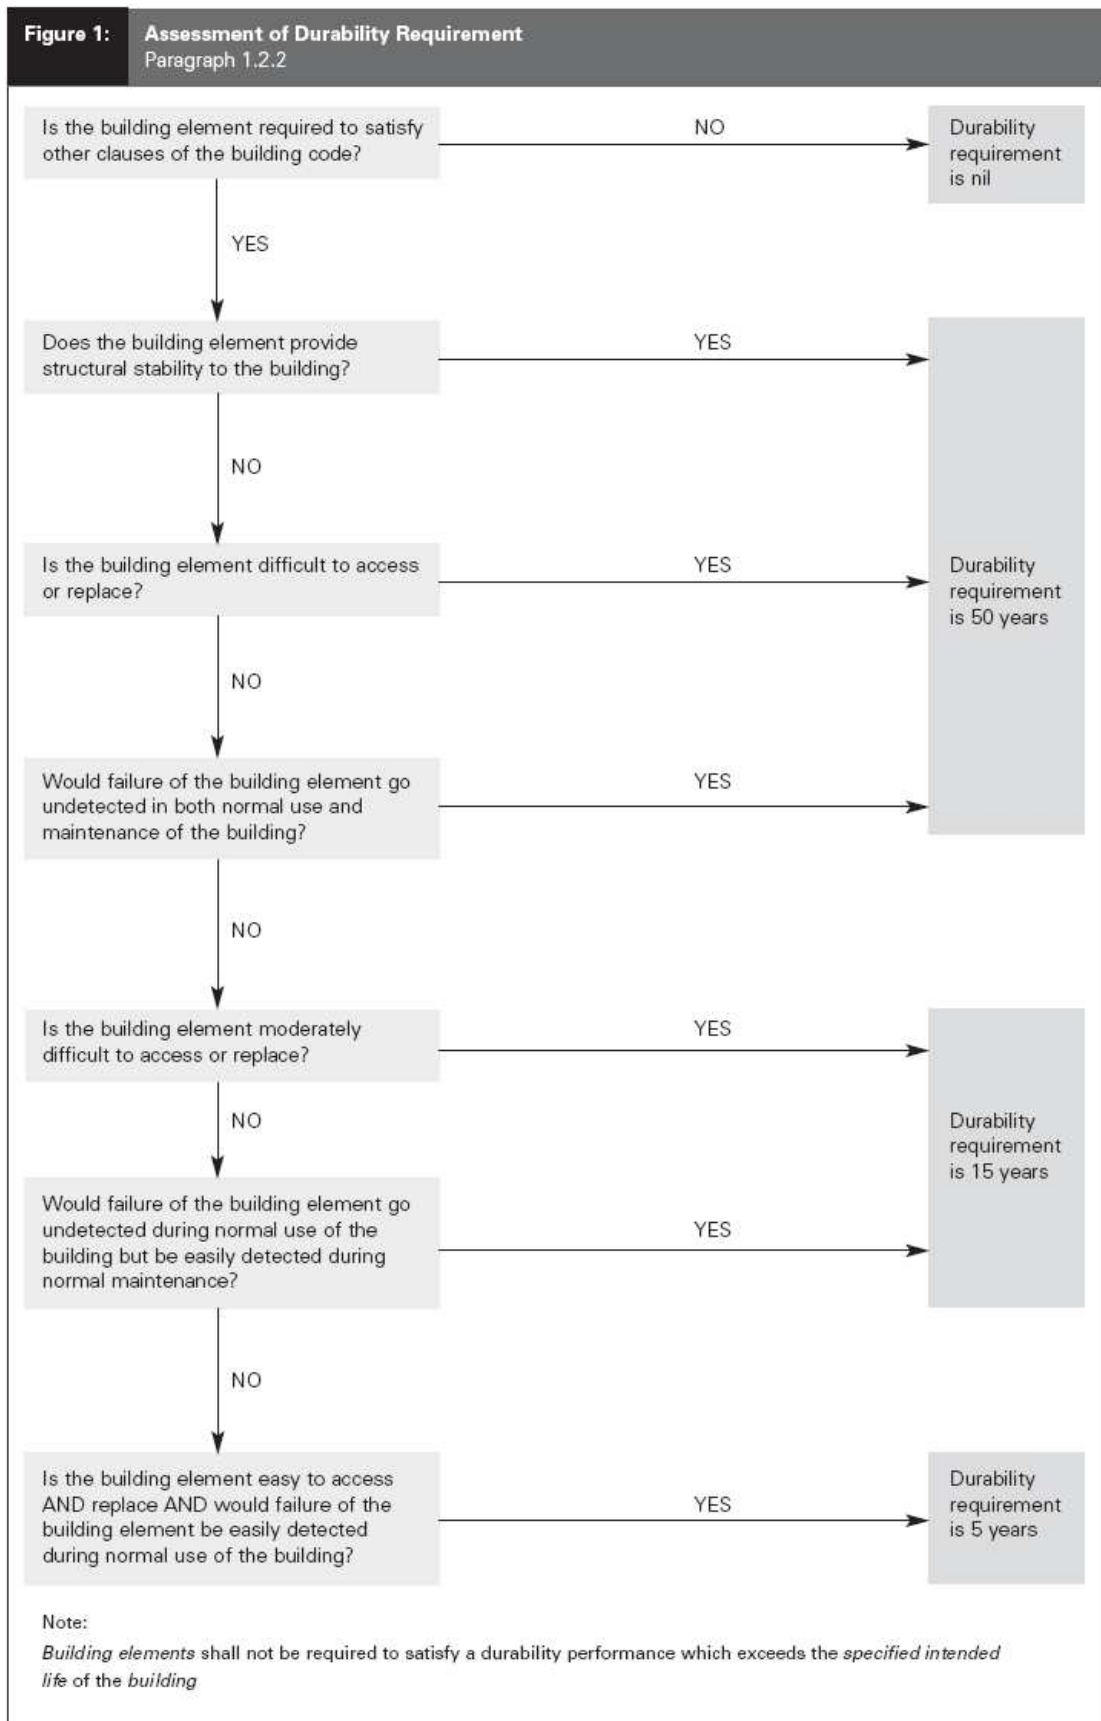 Figure 1:
Assessment of Durability Requirement
Paragraph 1.2.2
Is the building element required to satisfy
other clauses of the building code?
NO
Durability
requirement
is nil
YES
Does the building element provide
structural stability to the building?
YES
NO
Is the building element difficult to access
or replace?
YES
Durability
requirement
is 50 years
NO
Would failure of the building element go
undetected in both normal use and
maintenance of the building?
YES
NO
Is the building element moderately
difficult to access or replace?
YES
NO
Durability
requirement
is 15 years
Would failure of the building element go
undetected during normal use of the
building but be easily detected during
normal maintenance?
YES
NO
Is the building element easy to access
AND replace AND would failure of the
building element be easily detected
during normal use of the building?
YES
Durability
requirement
is 5 years
Note:
Building elements shall not be required to satisfy a durability performance which exceeds the specified intended
life of the building